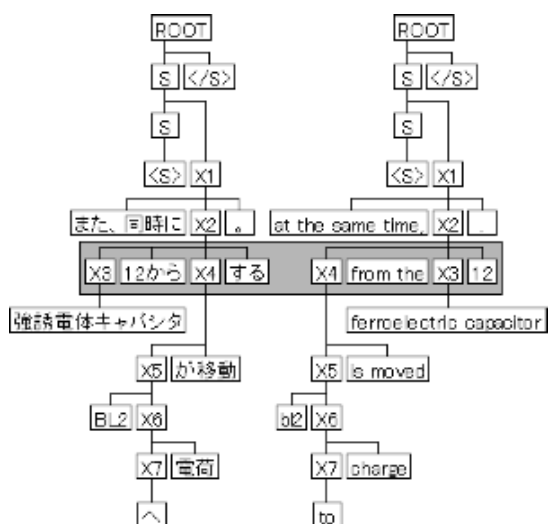 ROOT ROOT
S </S> S </S>
S S
<S> X1 <S> X1
また、同時に X2 。 at the same time, X2 .
X3 12から X4 する X4 from the X3 12
強誘電体キャパシタ ferroelectric capacitor
X5 が移動 X5 is moved
BL2 X6 bl2 X6
X7 電荷 X7 charge
へ to